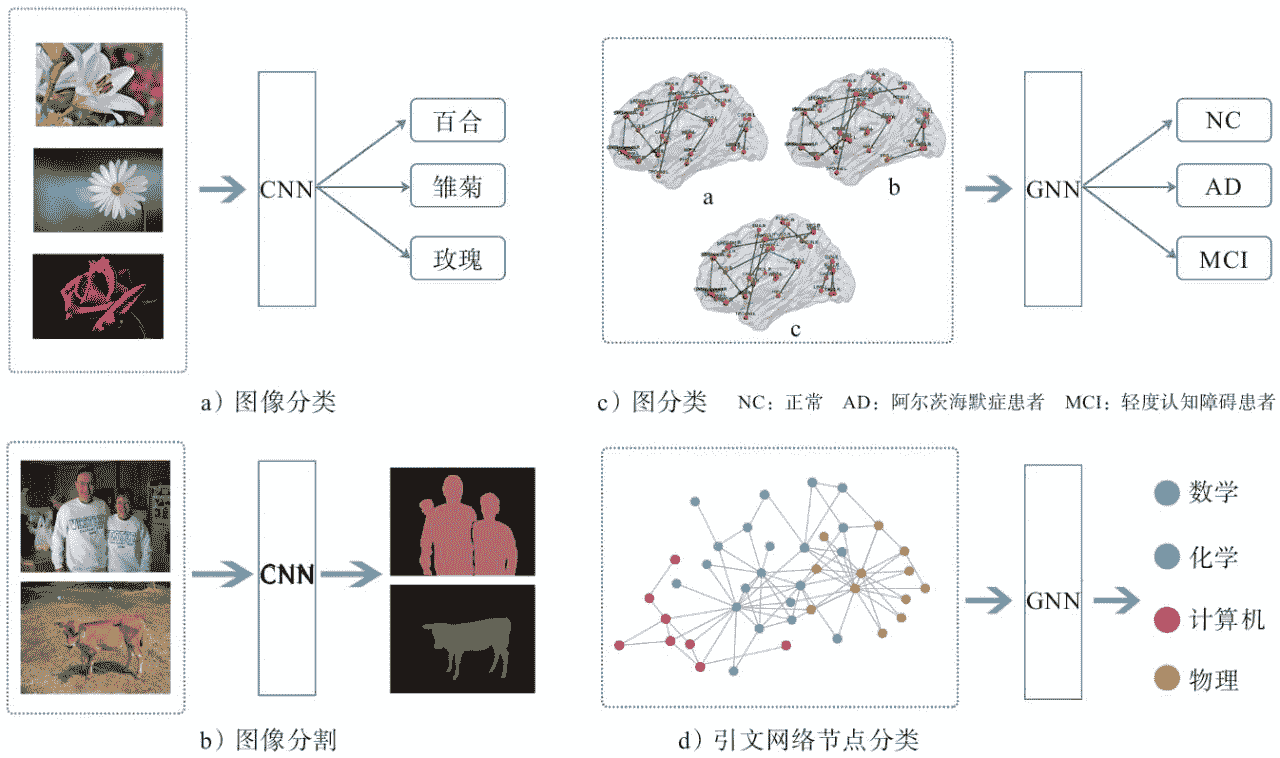 CNN
百合
雏菊
玫瑰
a）图像分类
a
b
c
GNN
NC
AD
MCI
c）图分类 NC：正常 AD：阿尔茨海默症患者 MCI：轻度认知障碍患者
CNN
b）图像分割
GNN
数学
化学
计算机
物理
d）引文网络节点分类